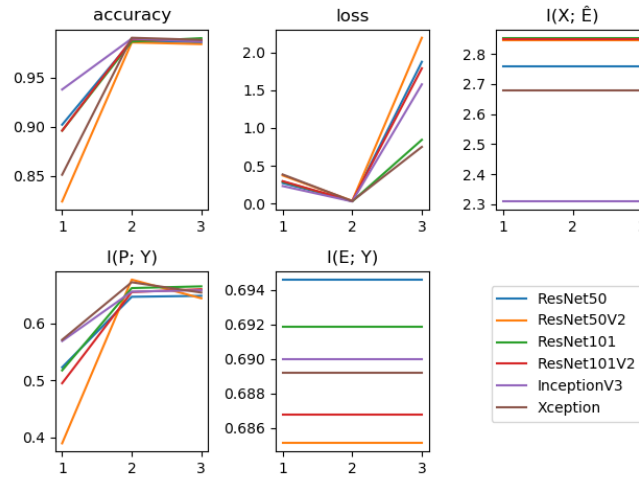 accuracy
0.95
0.90
0.85
1 2 3
loss
2.0
1.5
1.0
0.5
0.0
1 2 3
I(X; Ê)
2.8
2.7
2.6
2.5
2.4
2.3
1 2 3
I(P; Y)
0.6
0.5
0.4
1 2 3
I(E; Y)
0.694
0.692
0.690
0.688
0.686
1 2 3
ResNet50
ResNet50V2
ResNet101
ResNet101V2
InceptionV3
Xception